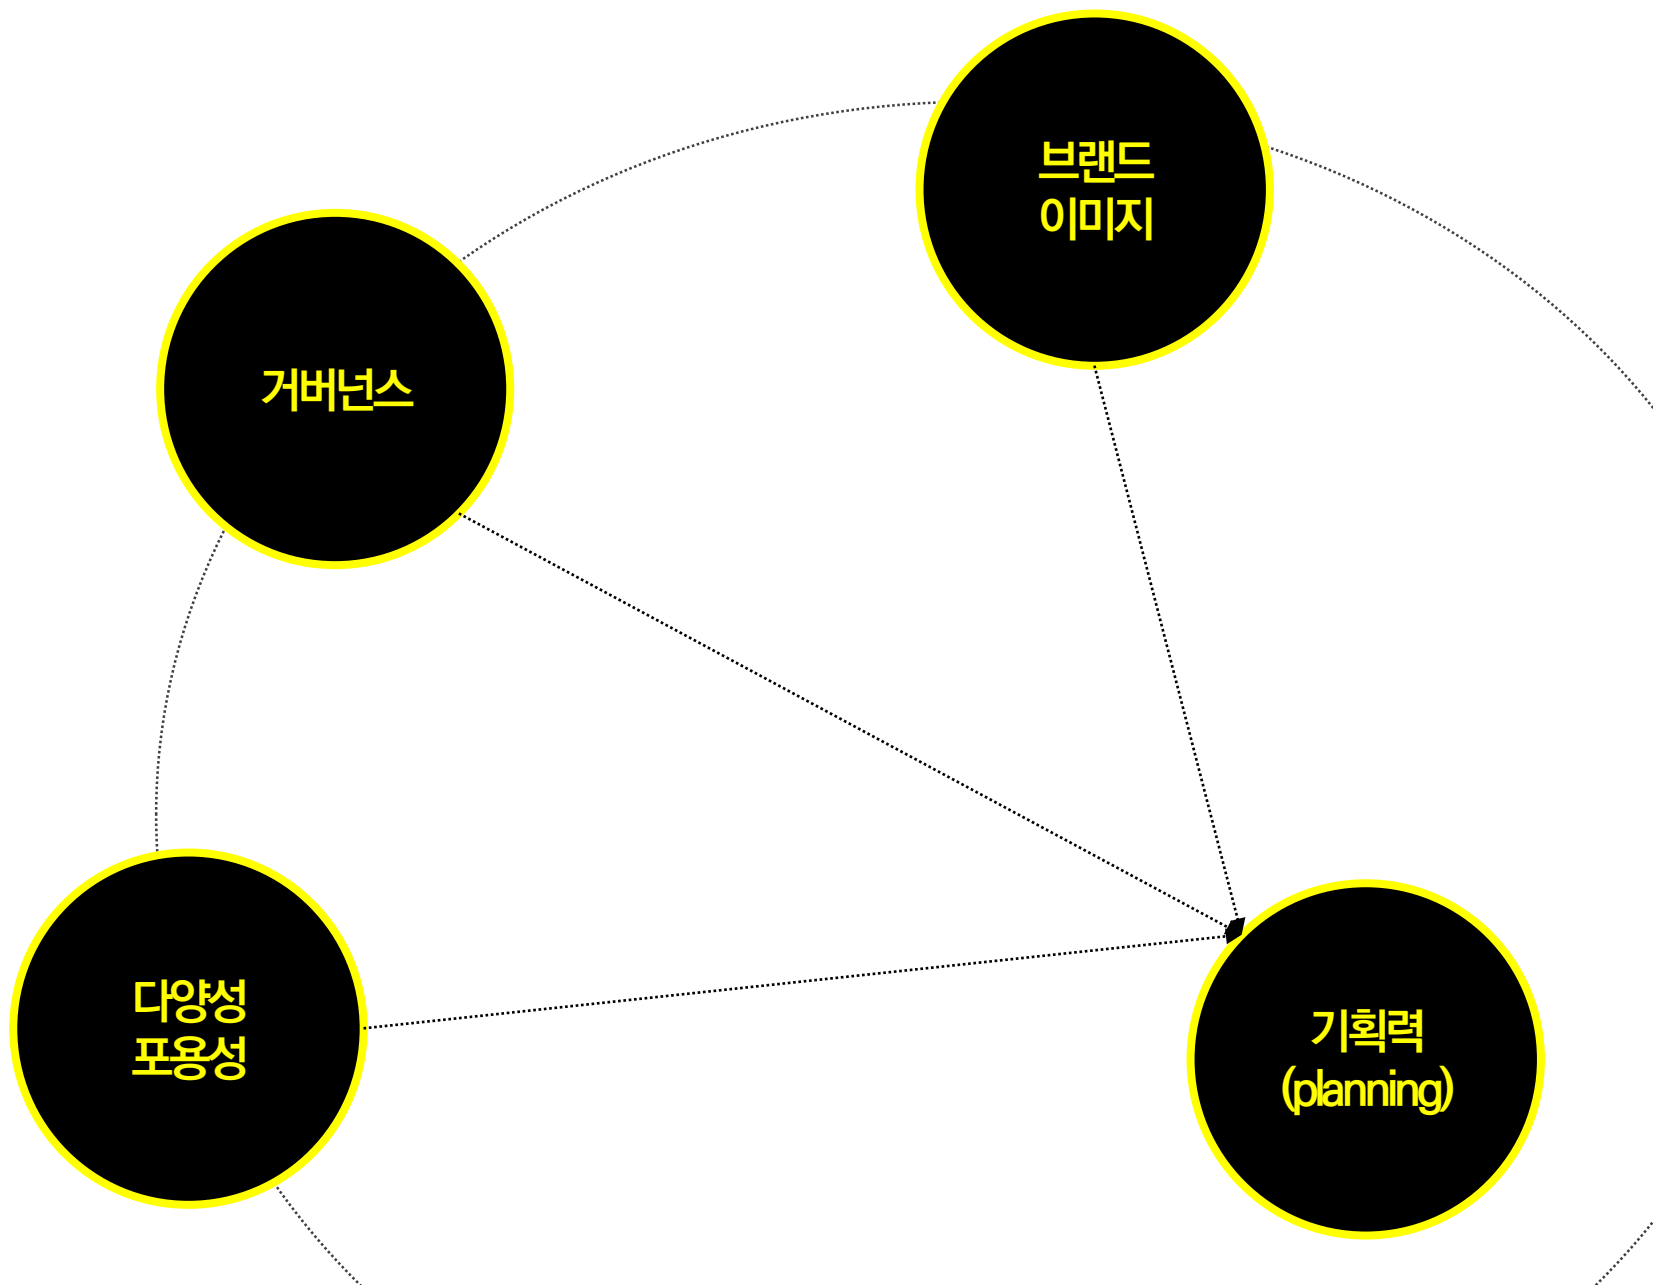 브랜드
이미지
거버넌스
다양성
포용성
기획력
(planning)